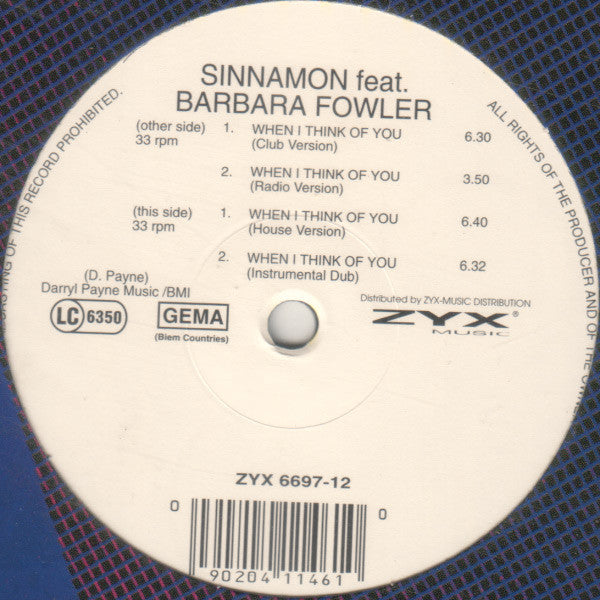 SINNAMON feat.
BARBARA FOWLER
(other side) 1. WHEN I THINK OF YOU 6.30
33 rpm (Club Version)
2. WHEN I THINK OF YOU 3.50
(Radio Version)
(this side) 1. WHEN I THINK OF YOU 6.40
33 rpm (House Version)
2. WHEN I THINK OF YOU 6.32
(Instrumental Dub)
(D. Payne)
Darryl Payne Music /BMI
LC 6350
GEMA
(Biem Countries)
Distributed by ZYX-MUSIC DISTRIBUTION
ZYX®
MUSIC
ZYX 6697-12
0 0
90204 11461
ALL RIGHTS OF THE PRODUCER AND OF THE
OF THIS RECORD PROHIBITED.